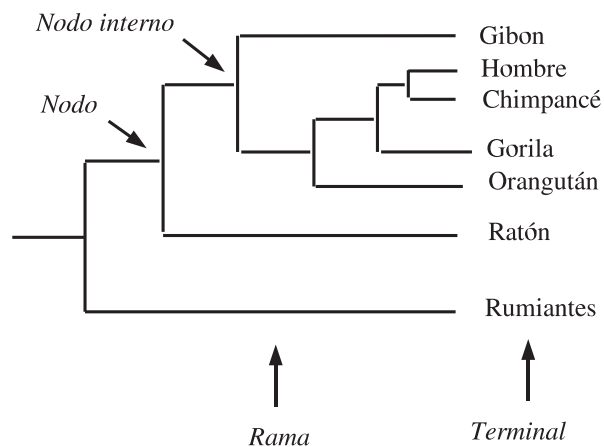 Nodo interno
Gibon
Hombre
Nodo
Chimpancé
Gorila
Orangután
Ratón
Rumiantes
Rama
Terminal